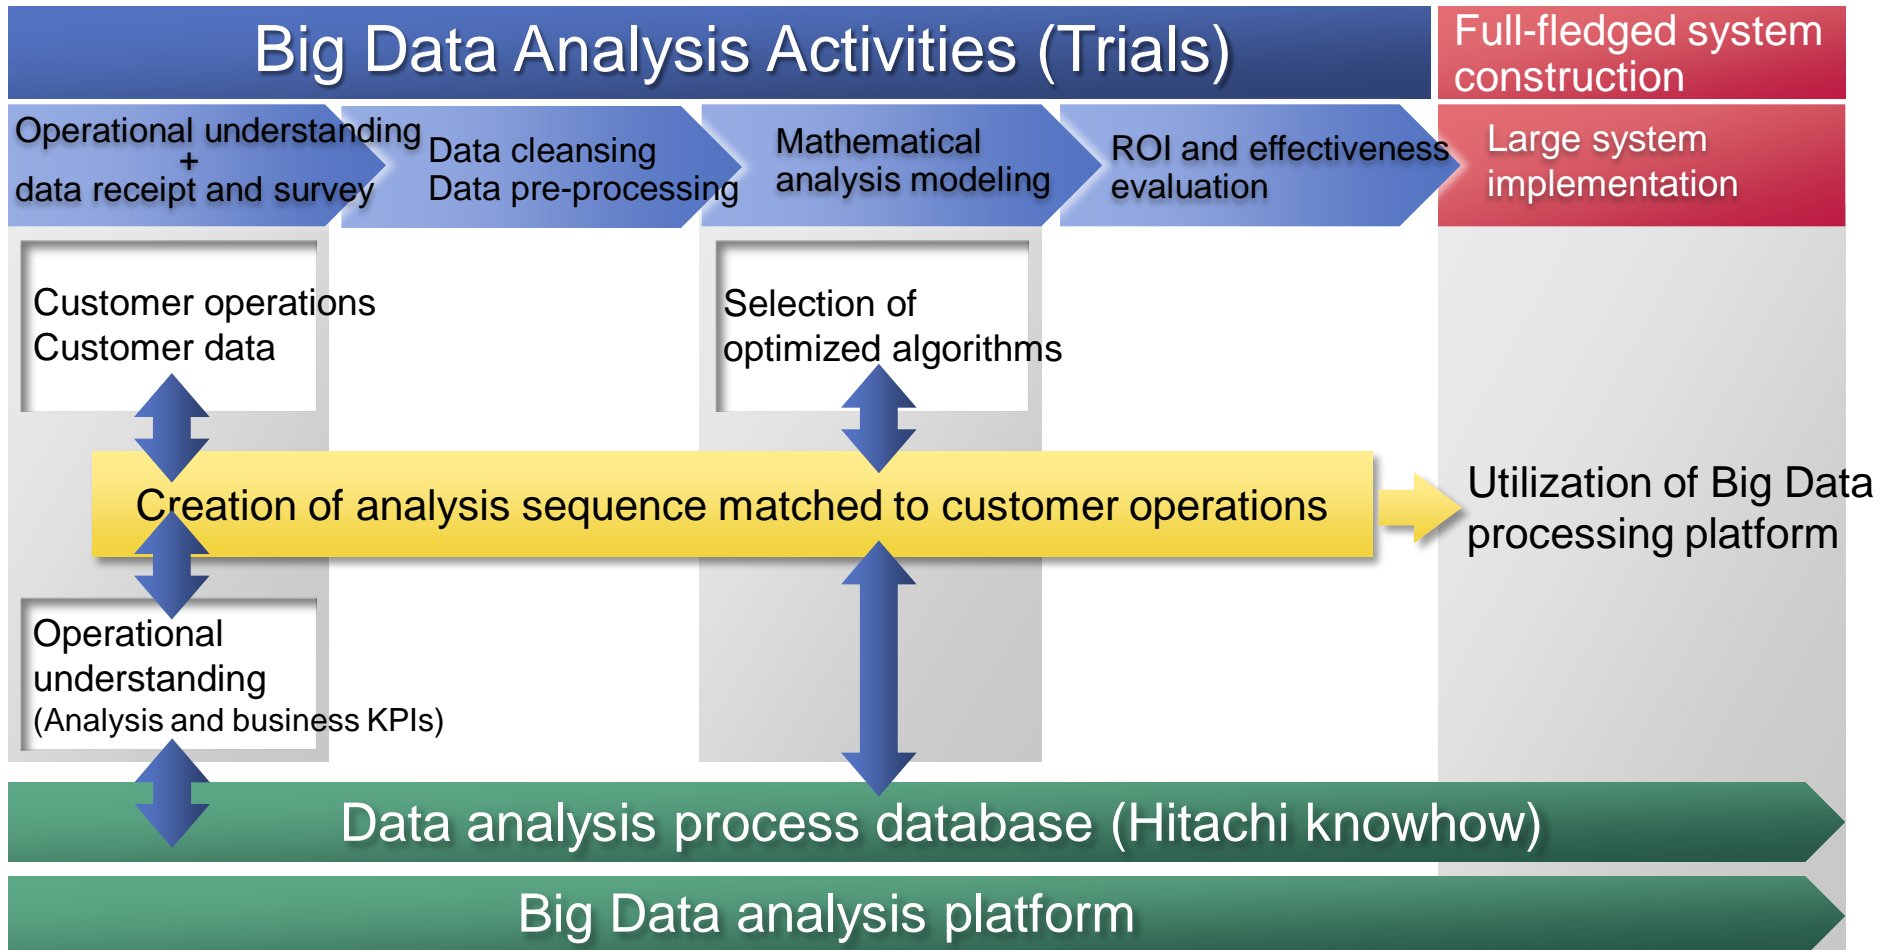 Big Data Analysis Activities (Trials)
Full-fledged system
construction
Operational understanding
+
data receipt and survey
Data cleansing
Data pre-processing
Mathematical
analysis modeling
ROI and effectiveness
evaluation
Large system
implementation
Customer operations
Customer data
Selection of
optimized algorithms
Creation of analysis sequence matched to customer operations
Utilization of Big Data
processing platform
Operational
understanding
(Analysis and business KPIs)
Data analysis process database (Hitachi knowhow)
Big Data analysis platform